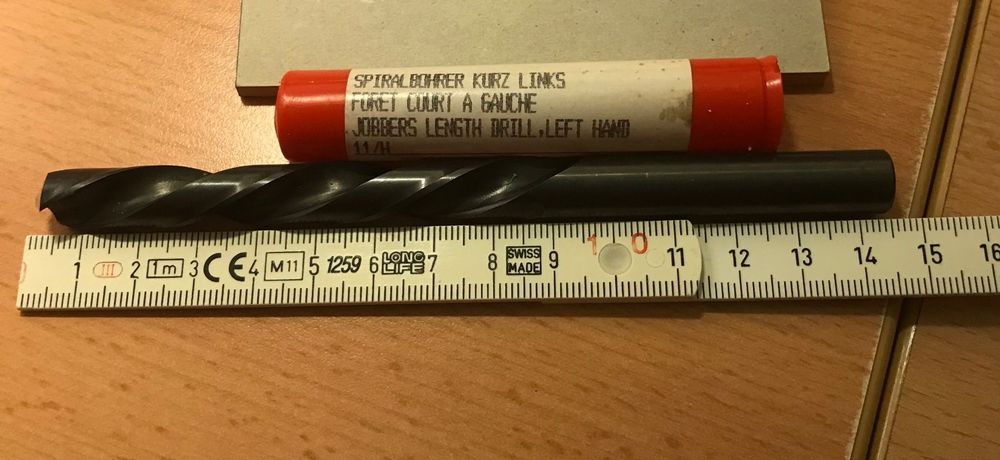 SPIRALBOHRER KURZ LINKS
FORET COURT A GAUCHE
JOBBERS LENGTH DRILL,LEFT HAND
11/H
1 III 2 1m 3 CE 4 M11 5 1259 6 LONG LIFE 7 8 SWISS MADE 9 10 11 12 13 14 15 16